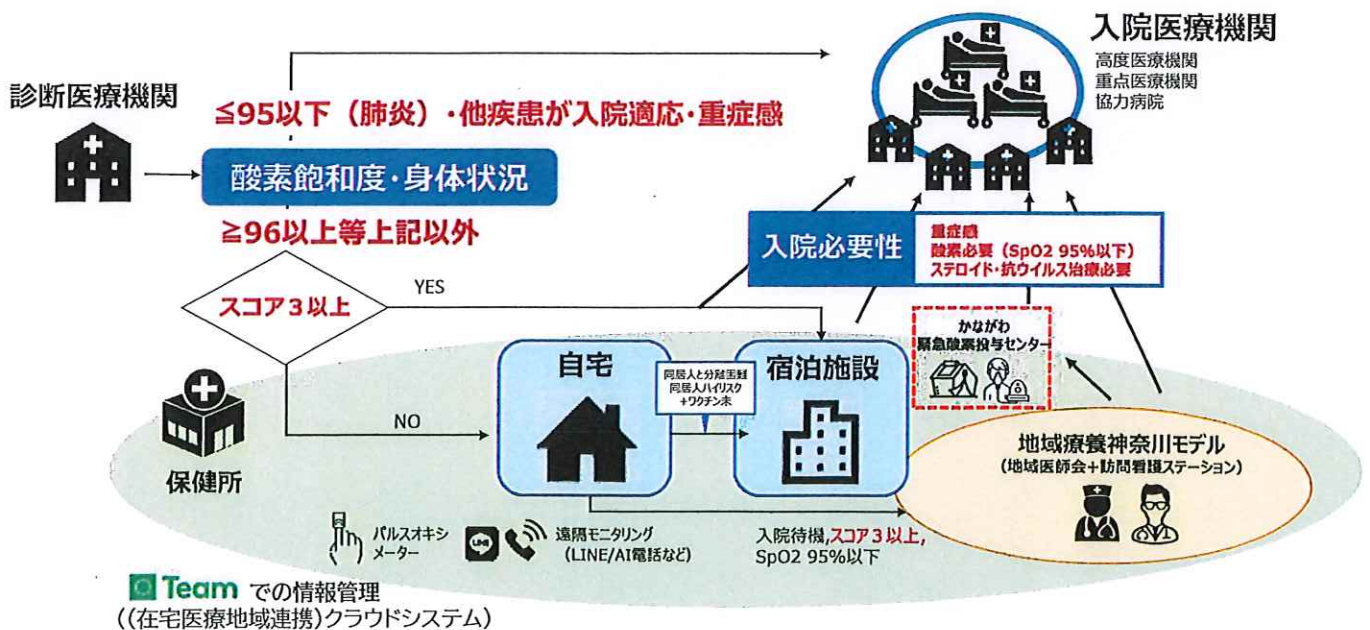 入院医療機関
高度医療機関
重点医療機関
協力病院
診断医療機関
≦95以下（肺炎）・他疾患が入院適応・重症感
酸素飽和度・身体状況
≧96以上等上記以外
入院必要性
重症感
酸素必要（SpO2 95%以下）
ステロイド・抗ウイルス治療必要
スコア３以上
YES
かながわ
緊急酸素投与センター
自宅
同居人と分離困難
同居人ハイリスク
+ワクチン未
宿泊施設
NO
保健所
地域療養神奈川モデル
(地域医師会+訪問看護ステーション)
パルスオキシ
メーター
LINE
遠隔モニタリング
(LINE/AI電話など)
入院待機,スコア３以上,
SpO2 95%以下
Team での情報管理
((在宅医療地域連携)クラウドシステム)